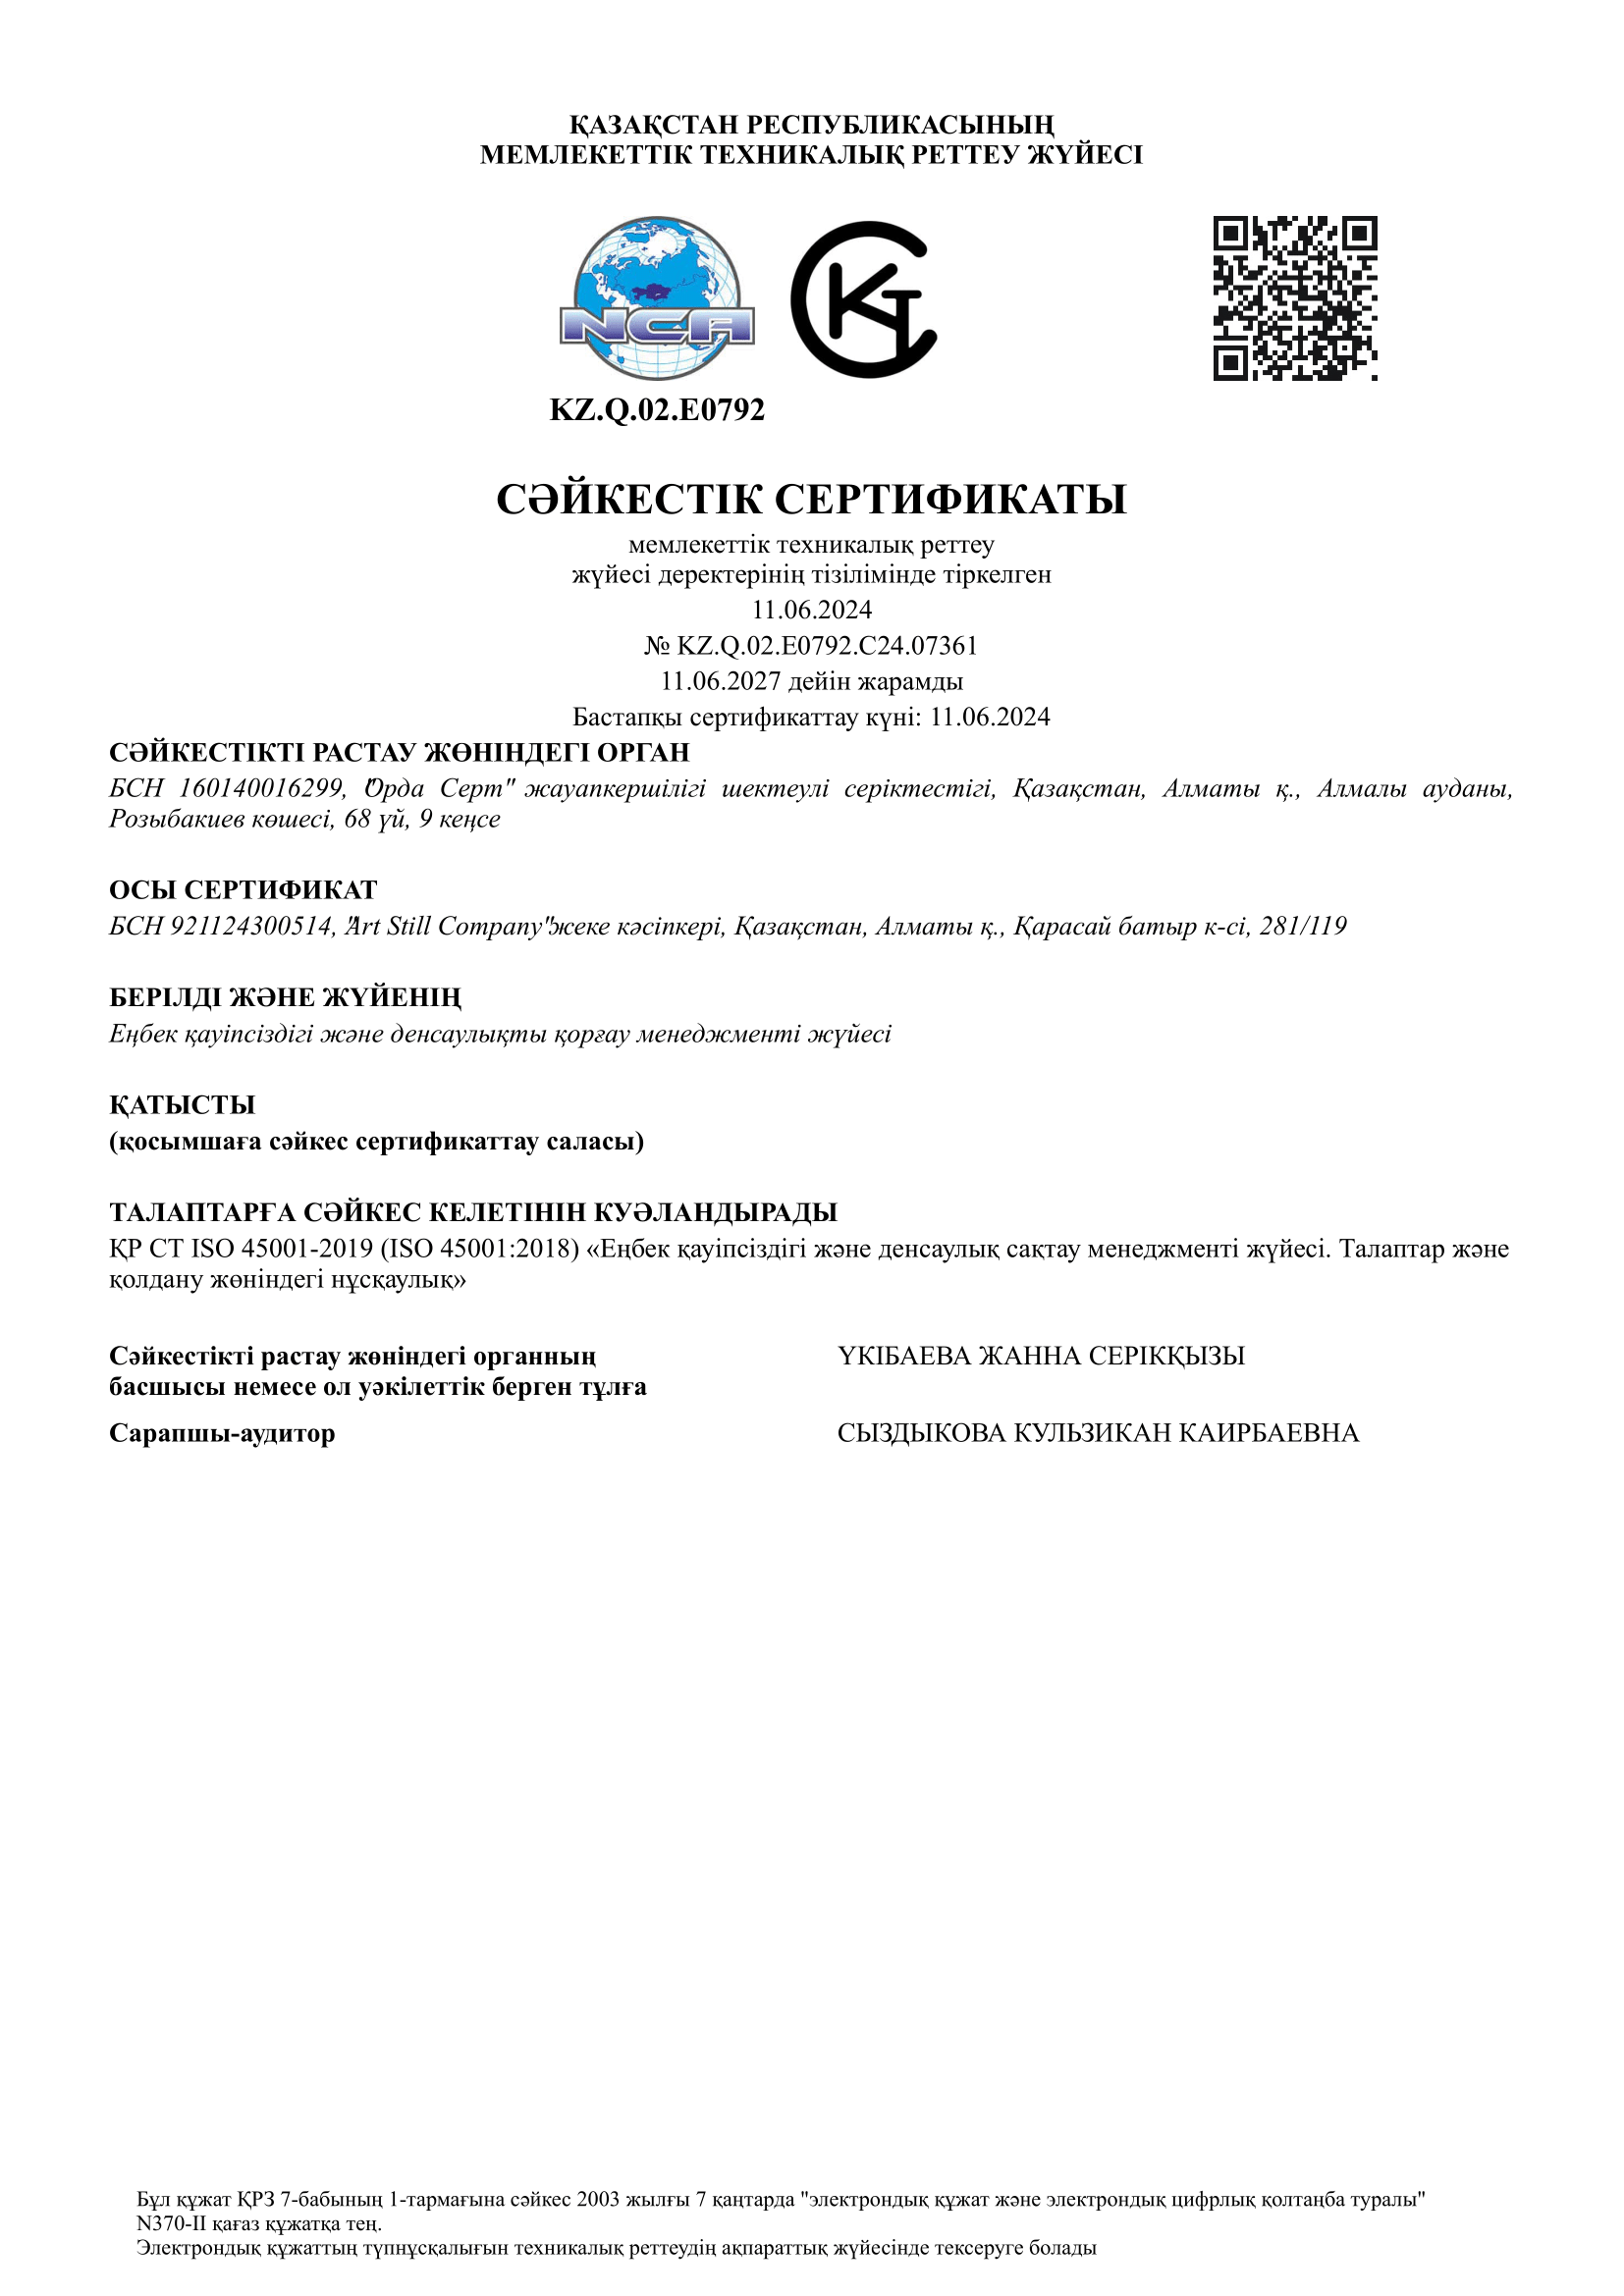 ҚАЗАҚСТАН РЕСПУБЛИКАСЫНЫҢ
МЕМЛЕКЕТТІК ТЕХНИКАЛЫҚ РЕТТЕУ ЖҮЙЕСІ
NCA
KZ.Q.02.E0792
СӘЙКЕСТІК СЕРТИФИКАТЫ
мемлекеттік техникалық реттеу
жүйесі деректерінің тізілімінде тіркелген
11.06.2024
№ KZ.Q.02.E0792.C24.07361
11.06.2027 дейін жарамды
Бастапқы сертификаттау күні: 11.06.2024
СӘЙКЕСТІКТІ РАСТАУ ЖӨНІНДЕГІ ОРГАН
БСН 160140016299, "Орда Серт" жауапкершілігі шектеулі серіктестігі, Қазақстан, Алматы қ., Алмалы ауданы,
Розыбакиев көшесі, 68 үй, 9 кеңсе
ОСЫ СЕРТИФИКАТ
БСН 921124300514, "Art Still Company"жеке кәсіпкері, Қазақстан, Алматы қ., Қарасай батыр к-сі, 281/119
БЕРІЛДІ ЖӘНЕ ЖҮЙЕНІҢ
Еңбек қауіпсіздігі және денсаулықты қорғау менеджменті жүйесі
ҚАТЫСТЫ
(қосымшаға сәйкес сертификаттау саласы)
ТАЛАПТАРҒА СӘЙКЕС КЕЛЕТІНІН КУӘЛАНДЫРАДЫ
ҚР СТ ISO 45001-2019 (ISO 45001:2018) «Еңбек қауіпсіздігі және денсаулық сақтау менеджменті жүйесі. Талаптар және
қолдану жөніндегі нұсқаулық»
Сәйкестікті растау жөніндегі органның ҮКІБАЕВА ЖАННА СЕРІКҚЫЗЫ
басшысы немесе ол уәкілеттік берген тұлға
Сарапшы-аудитор СЫЗДЫКОВА КУЛЬЗИКАН КАИРБАЕВНА
Бұл құжат ҚРЗ 7-бабының 1-тармағына сәйкес 2003 жылғы 7 қаңтарда "электрондық құжат және электрондық цифрлық қолтаңба туралы"
N370-II қағаз құжатқа тең.
Электрондық құжаттың түпнұсқалығын техникалық реттеудің ақпараттық жүйесінде тексеруге болады